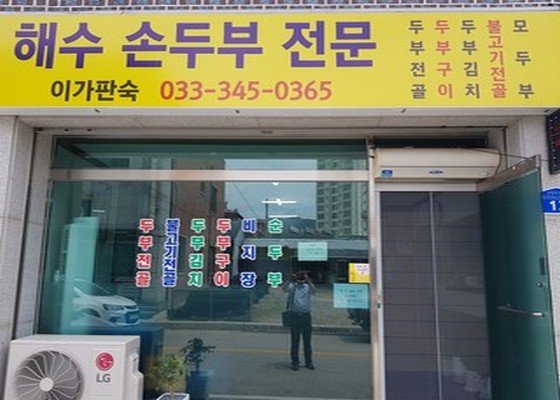 해수 손두부 전문
이가판숙 033-345-0365
두부전골
두부구이
두부김치
불고기전골
모두부
두부전골
불고기전골
두부김치
두부구이
비지장
순두부
LG